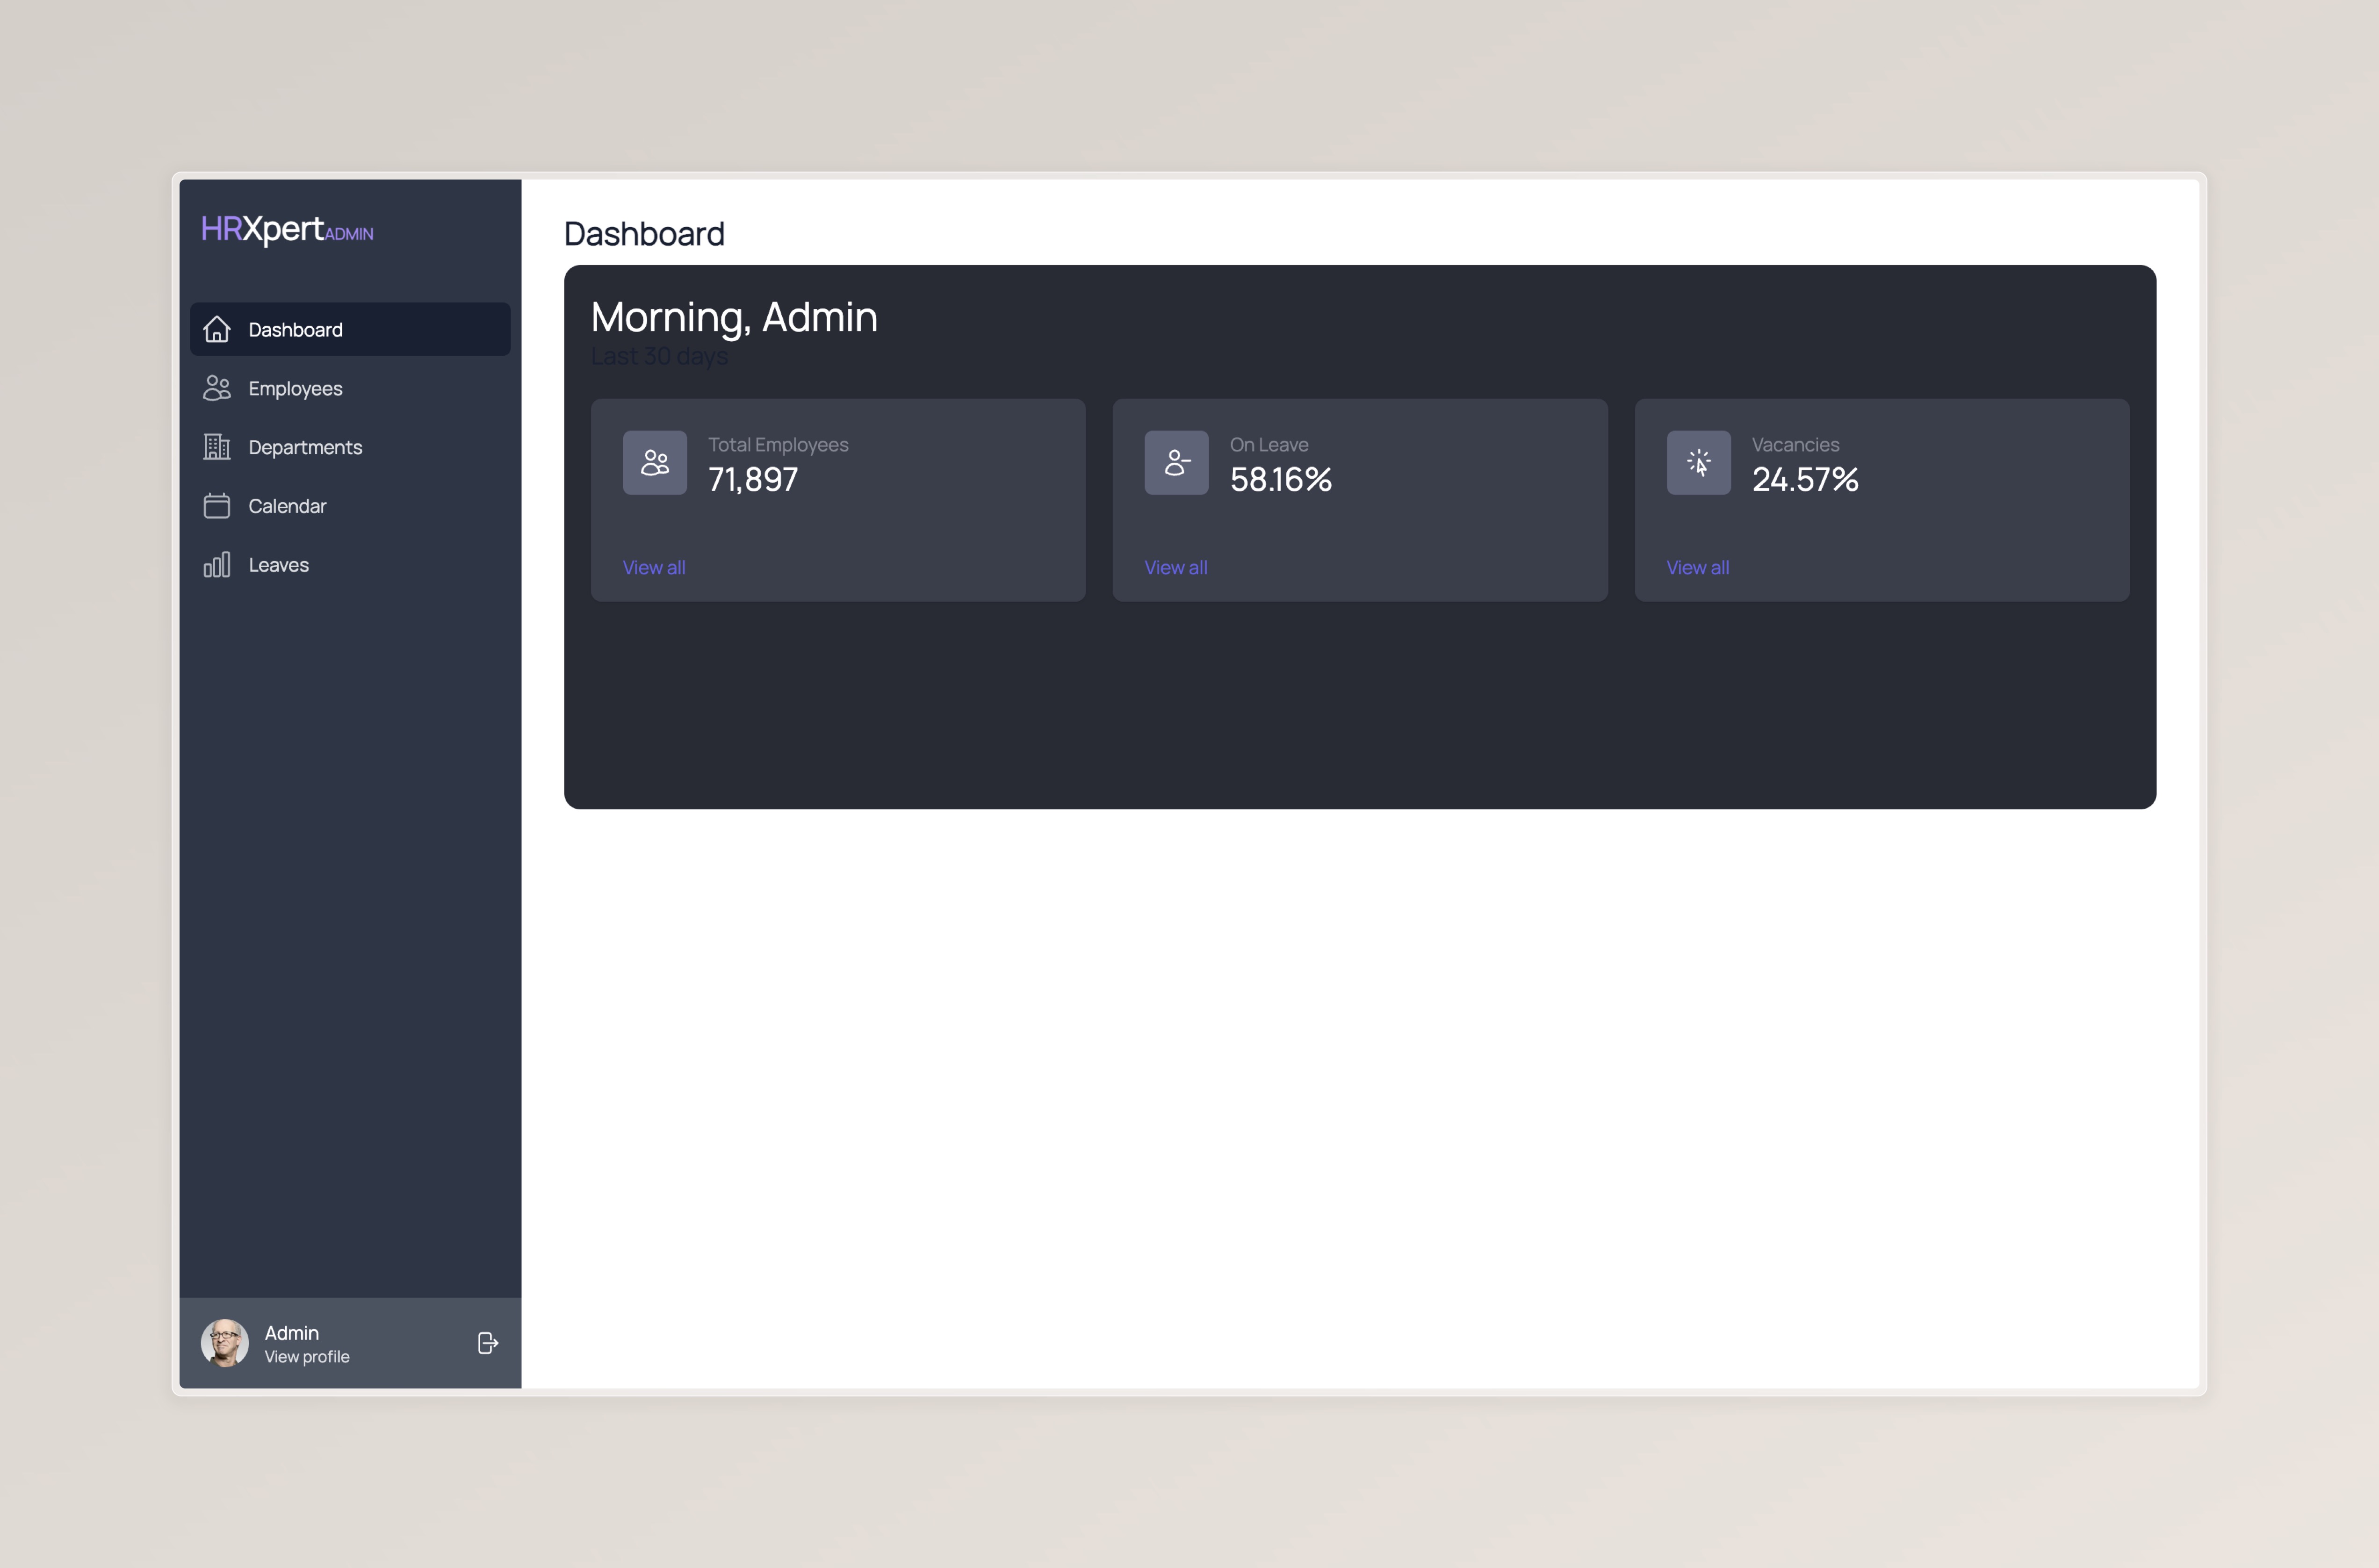 HRXpertADMIN
Dashboard
Employees
Departments
Calendar
Leaves
Admin
View profile
Dashboard
Morning, Admin
Last 30 days
Total Employees
71,897
View all
On Leave
58.16%
View all
Vacancies
24.57%
View all